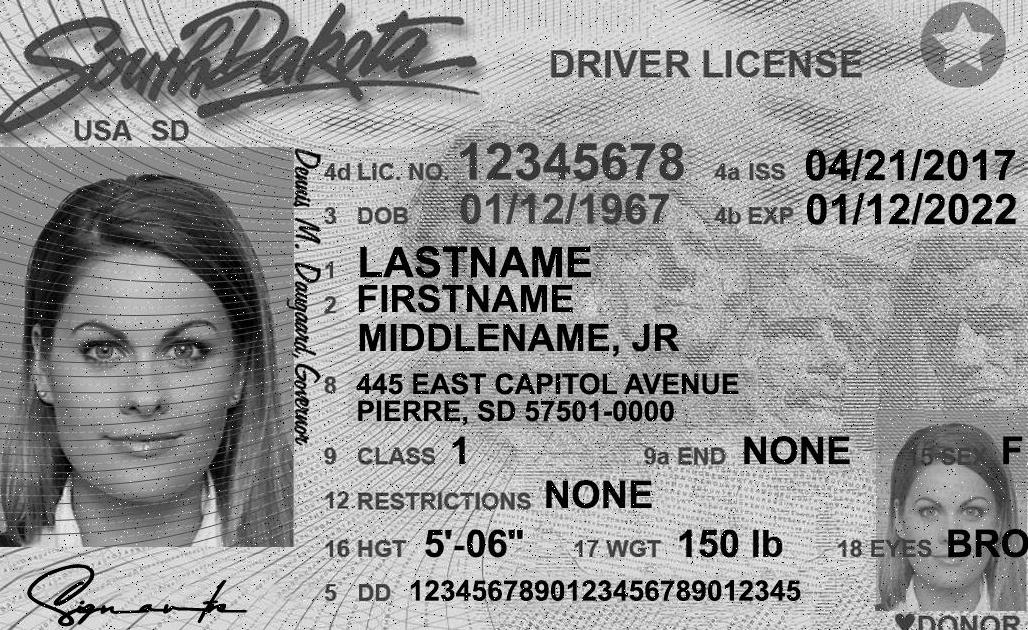 South Dakota
DRIVER LICENSE
USA SD
Dennis M. Daugaard, Governor
4d LIC. NO. 12345678 4a ISS 04/21/2017
3 DOB 01/12/1967 4b EXP 01/12/2022
1 LASTNAME
2 FIRSTNAME
MIDDLENAME, JR
8 445 EAST CAPITOL AVENUE
PIERRE, SD 57501-0000
9 CLASS 1 9a END NONE 15 SEX F
12 RESTRICTIONS NONE
16 HGT 5'-06" 17 WGT 150 lb 18 EYES BRO
5 DD 1234567890123456789012345
♥DONOR